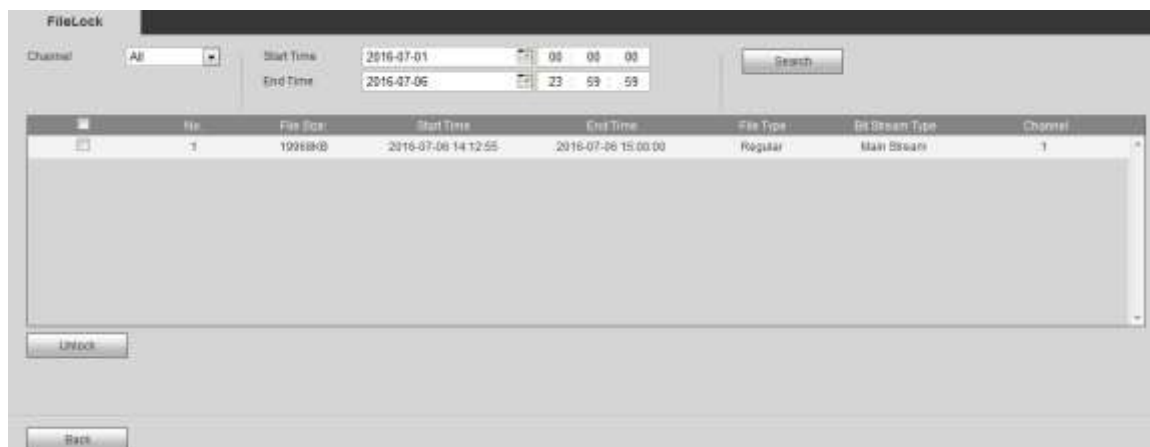 FileLock
Channel All Start Time 2016-07-01 00 00 00 Search
End Time 2016-07-06 23 59 59
No. File Size Start Time End Time File Type Bit Stream Type Channel
1 19968KB 2016-07-06 14:12:55 2016-07-06 15:00:00 Regular Main Stream 1
Unlock
Back